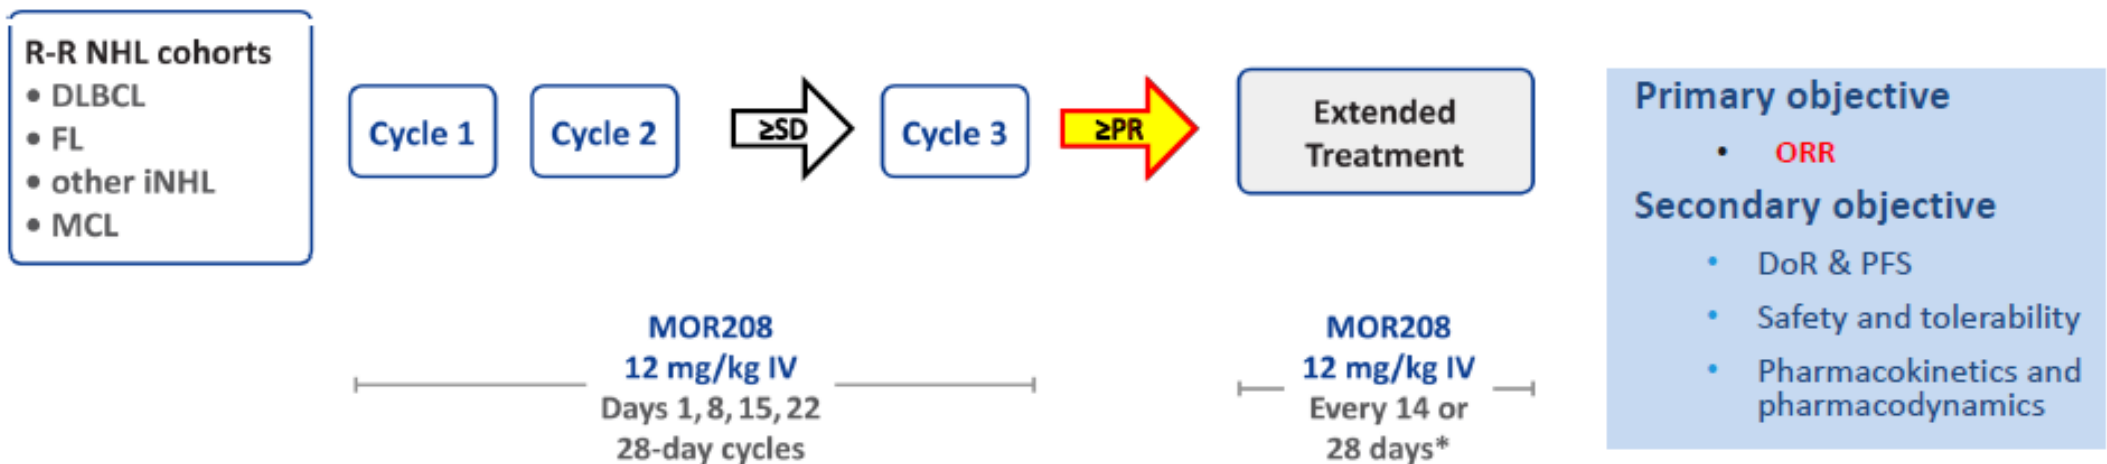 R-R NHL cohorts
• DLBCL
• FL
• other iNHL
• MCL
Cycle 1
Cycle 2
≥SD
Cycle 3
≥PR
Extended
Treatment
MOR208
12 mg/kg IV
Days 1, 8, 15, 22
28-day cycles
MOR208
12 mg/kg IV
Every 14 or
28 days*
Primary objective
• ORR
Secondary objective
• DoR & PFS
• Safety and tolerability
• Pharmacokinetics and
pharmacodynamics